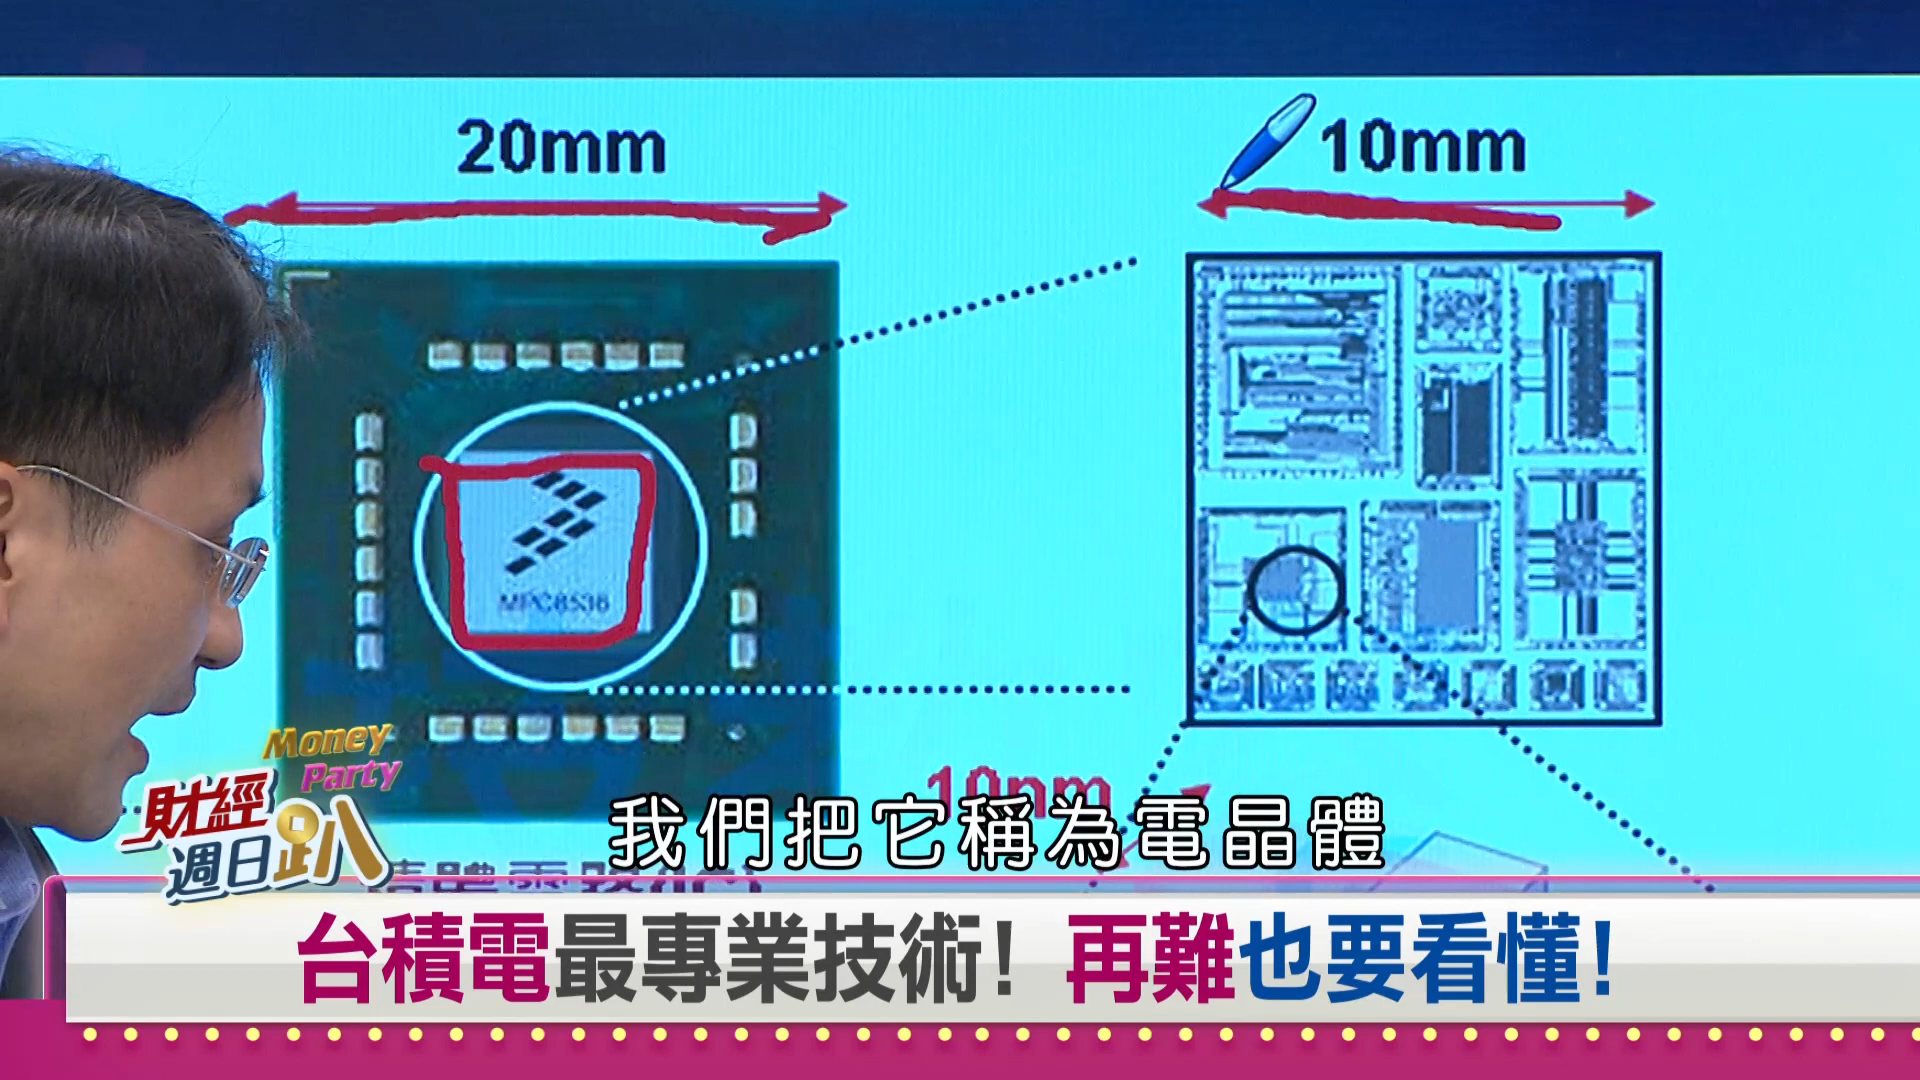 20mm
10mm
MPC8536
10nm
Money
Party
財經
週日趴
我們把它稱為電晶體
台積電最專業技術！再難也要看懂！